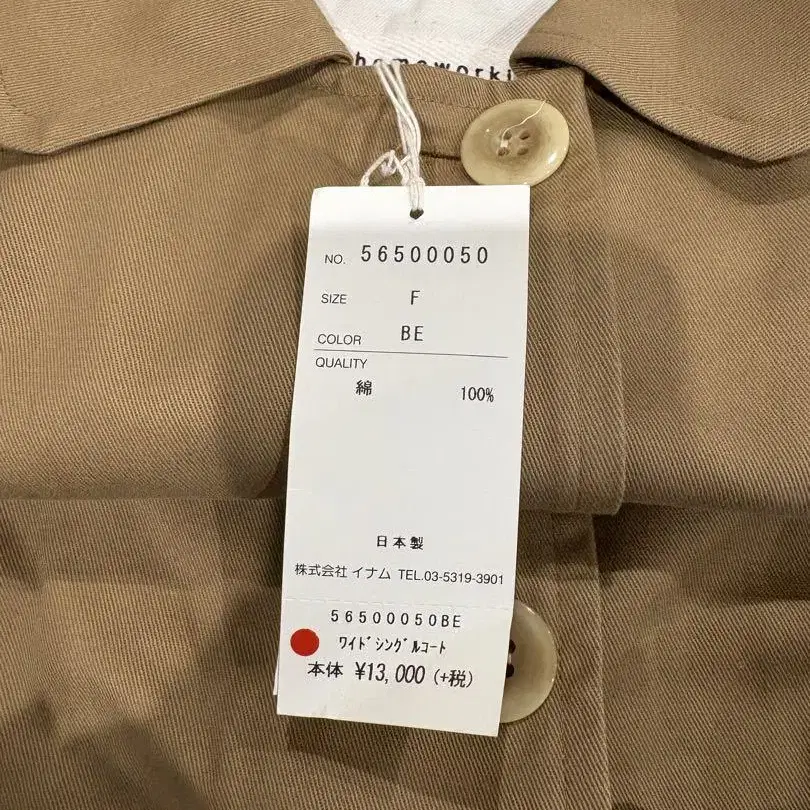 homeworki
NO. 56500050
SIZE F
COLOR BE
QUALITY
綿 100%
日本製
株式会社 イナム TEL.03-5319-3901
56500050BE
ﾜｲﾄﾞｼﾝｸﾞﾙｺｰﾄ
本体 ¥13,000 (+税)